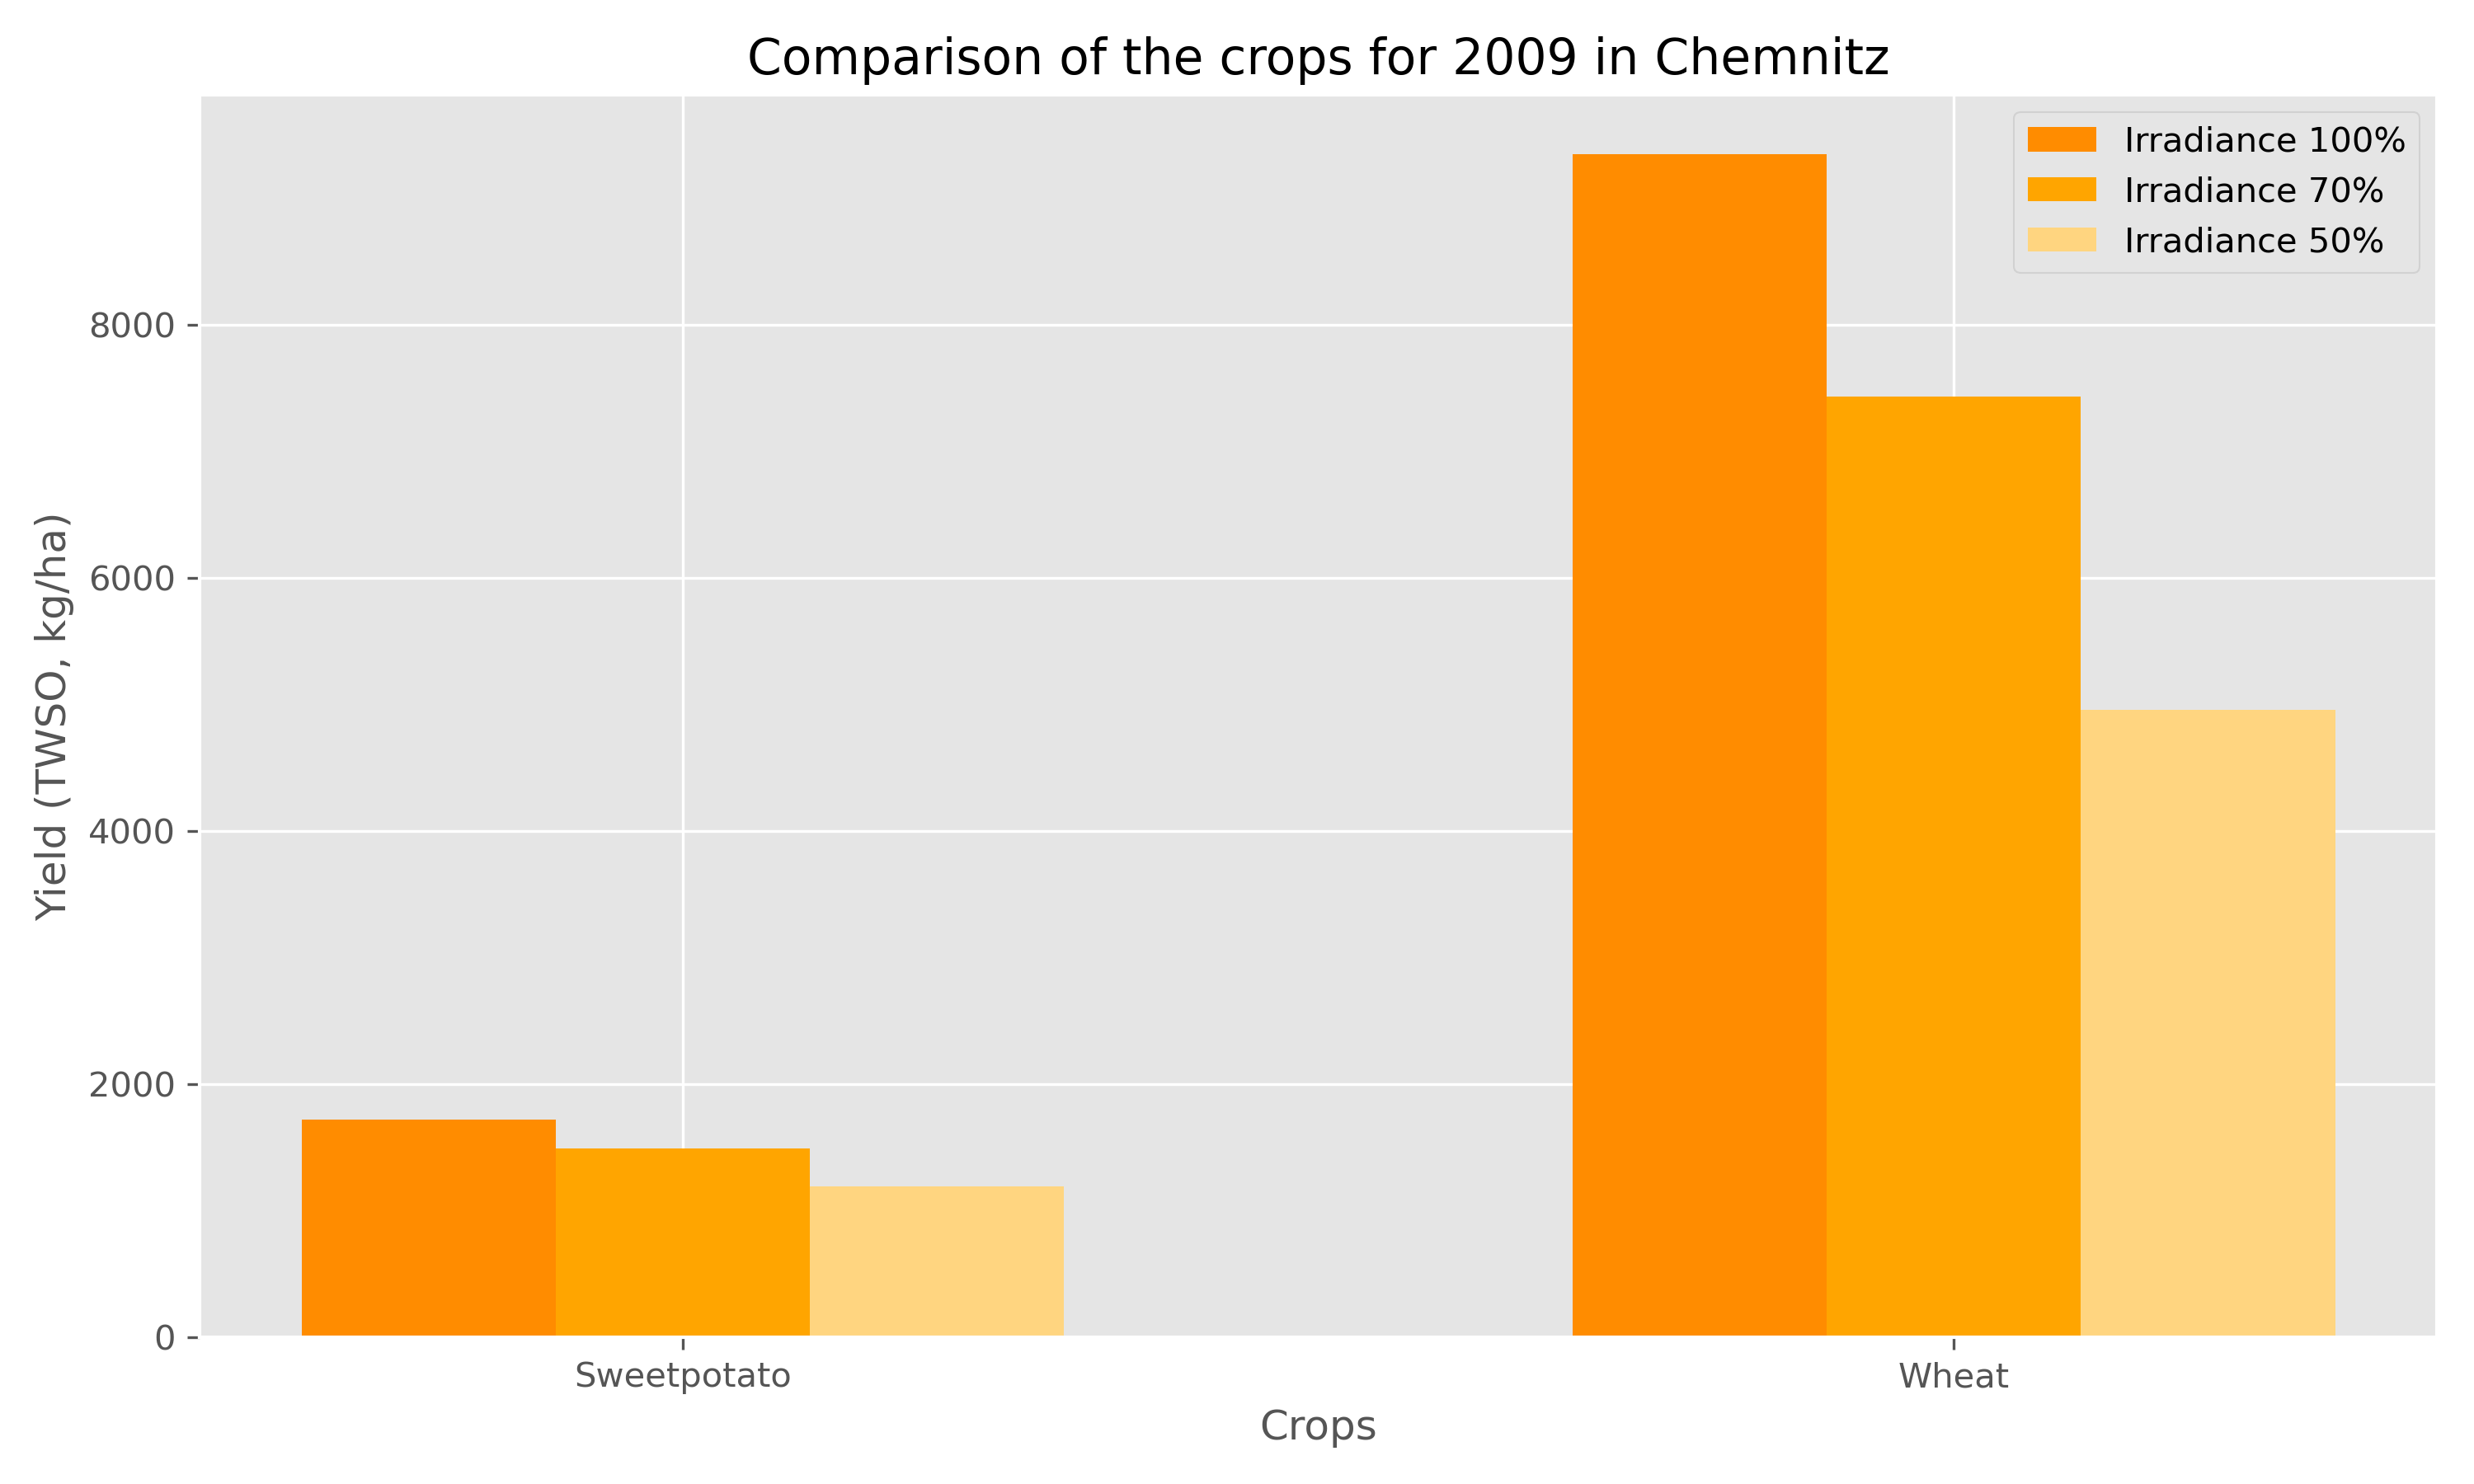 Comparison of the crops for 2009 in Chemnitz
Irradiance 100%
Irradiance 70%
Irradiance 50%
Yield (TWSO, kg/ha)
8000
6000
4000
2000
0
Sweetpotato
Wheat
Crops